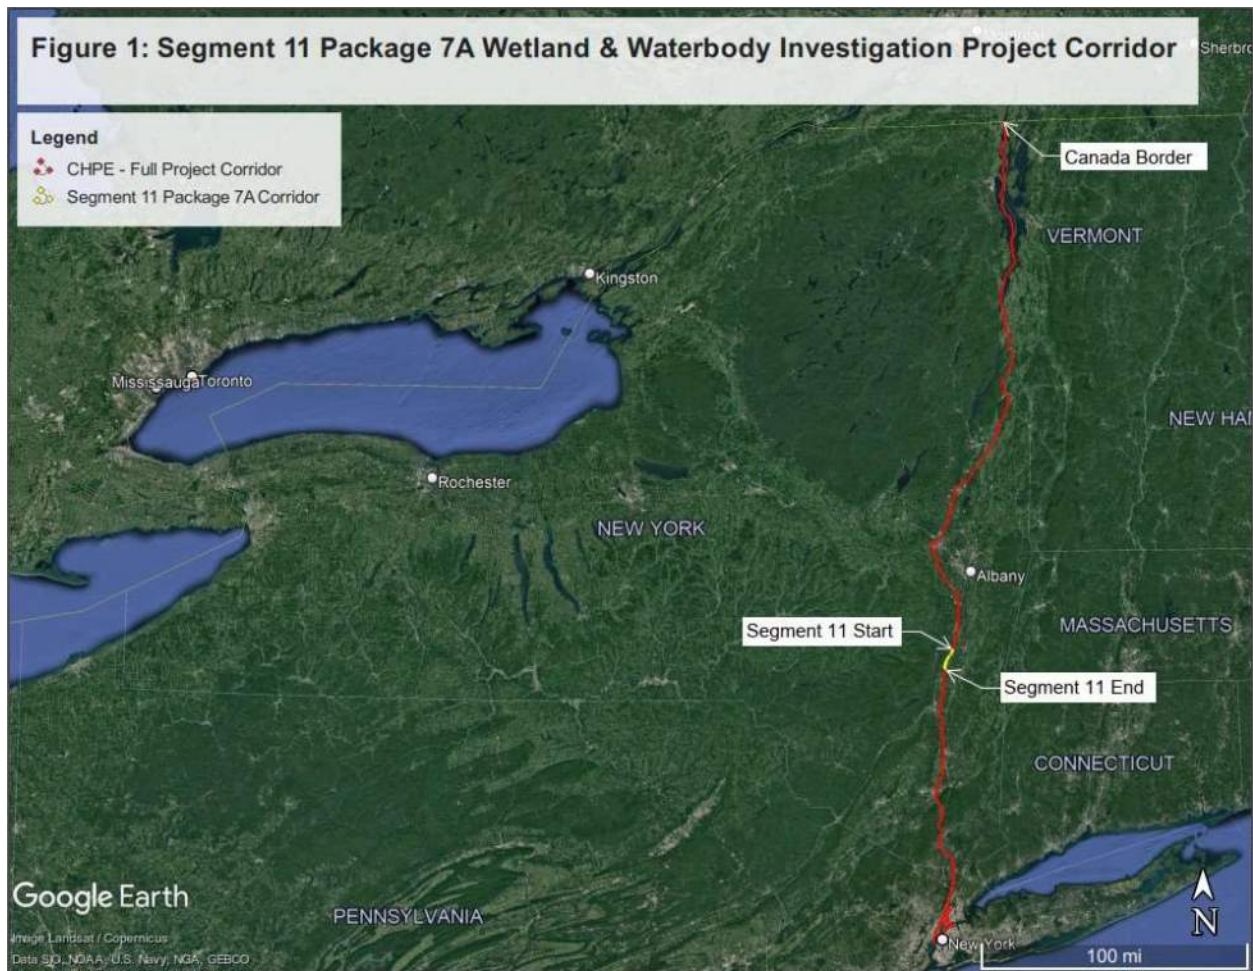 Figure 1: Segment 11 Package 7A Wetland & Waterbody Investigation Project Corridor
Sherbro
Legend
CHPE - Full Project Corridor
Segment 11 Package 7A Corridor
Canada Border
VERMONT
Kingston
Mississauga
Toronto
NEW HA
Rochester
NEW YORK
Albany
Segment 11 Start
MASSACHUSETTS
Segment 11 End
CONNECTICUT
Google Earth
PENNSYLVANIA
Image Landsat / Copernicus
Data SIO, NOAA, U.S. Navy, NGA, GEBCO
New York
N
100 mi